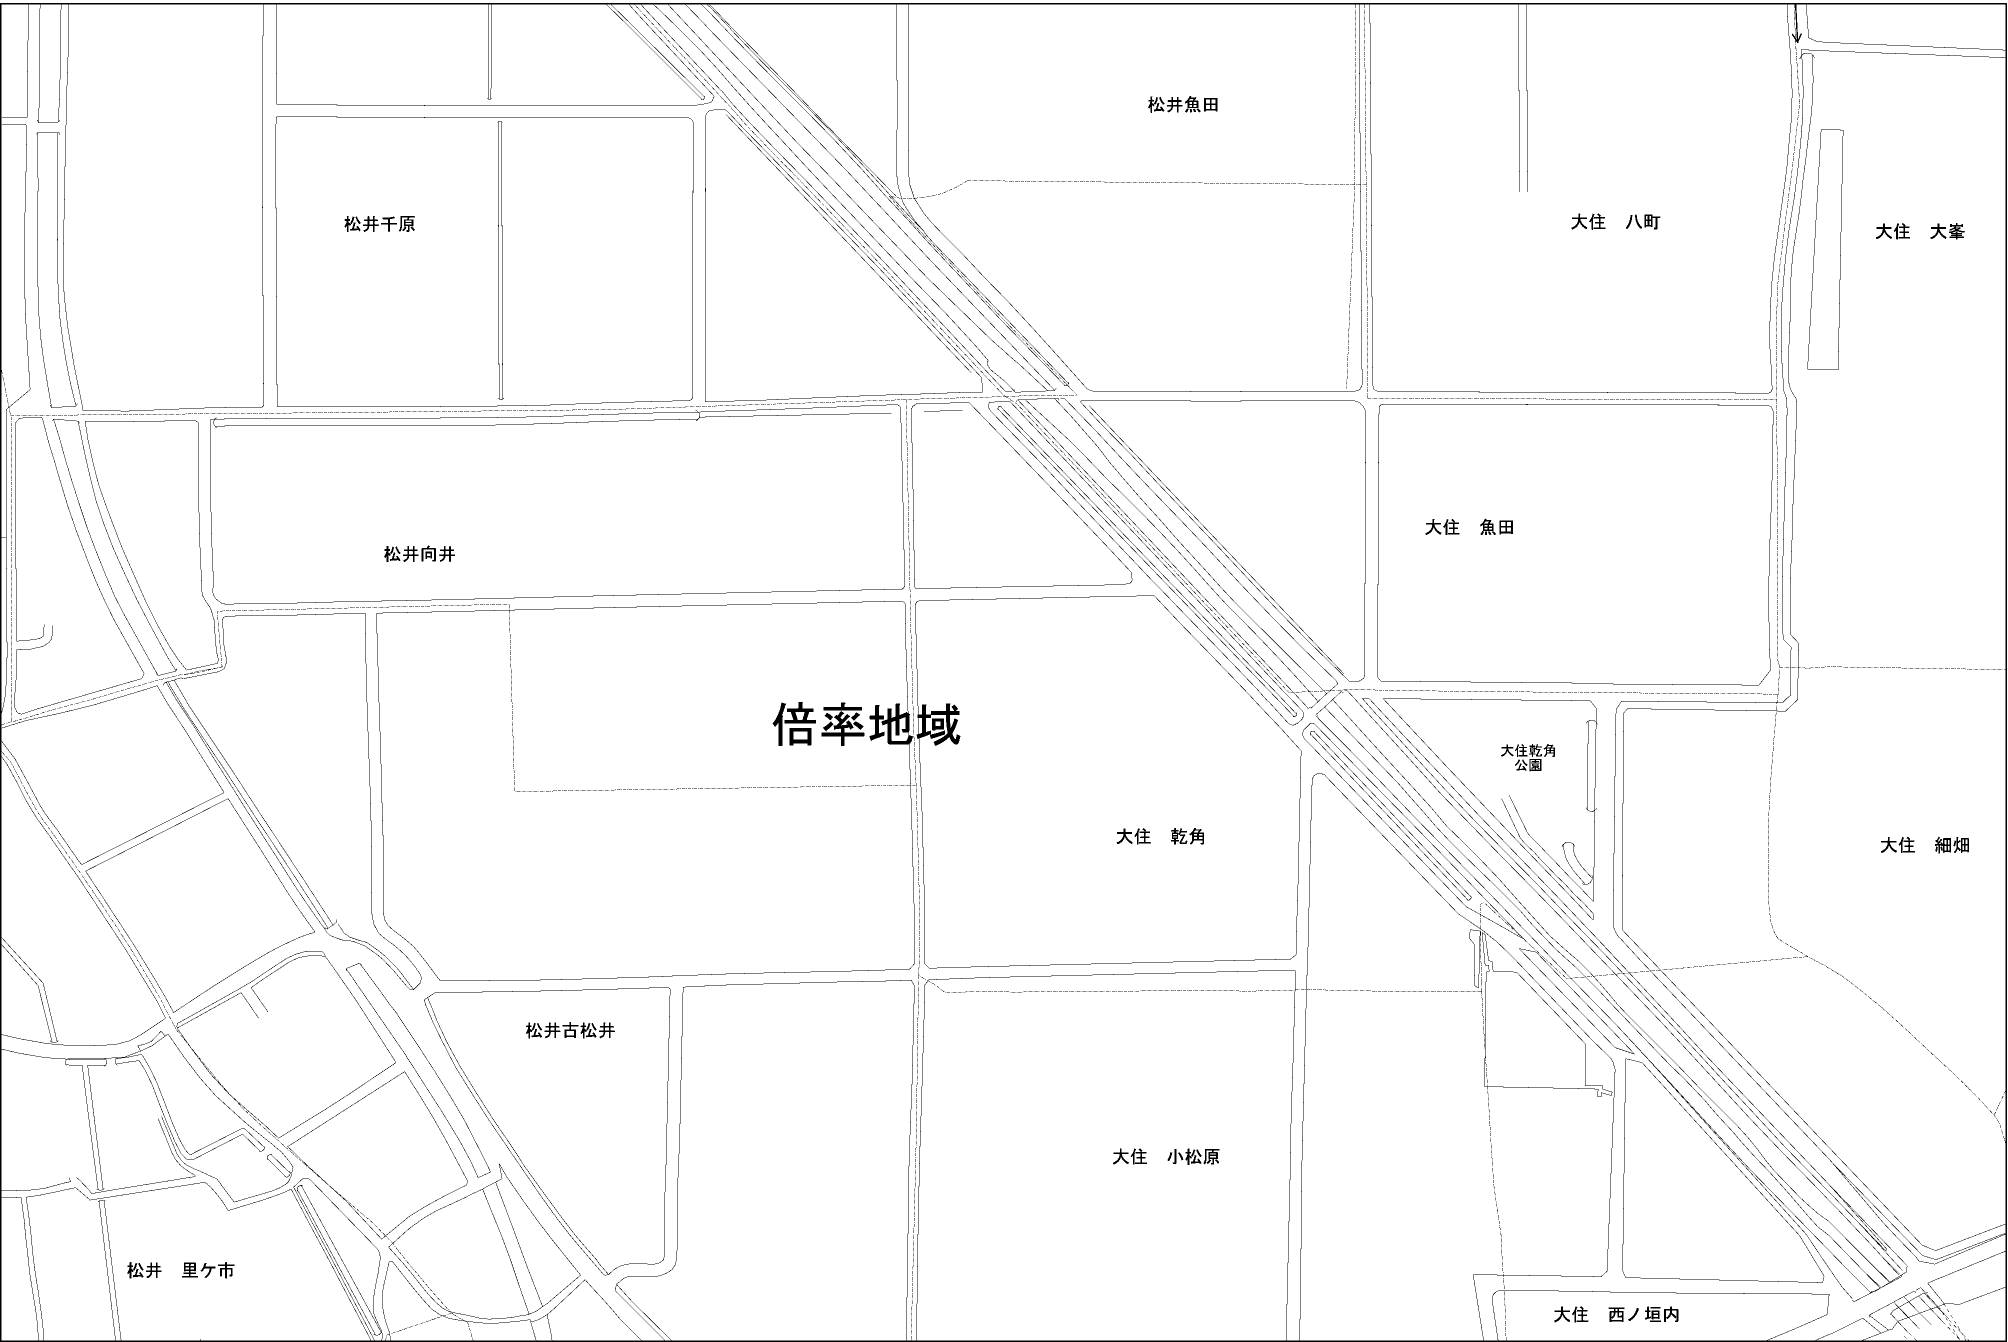 松井魚田
松井千原
大住　八町
大住　大峯
大住　魚田
松井向井
倍率地域
大住乾角
公園
大住　乾角
大住　細畑
松井古松井
大住　小松原
松井　里ケ市
大住　西ノ垣内